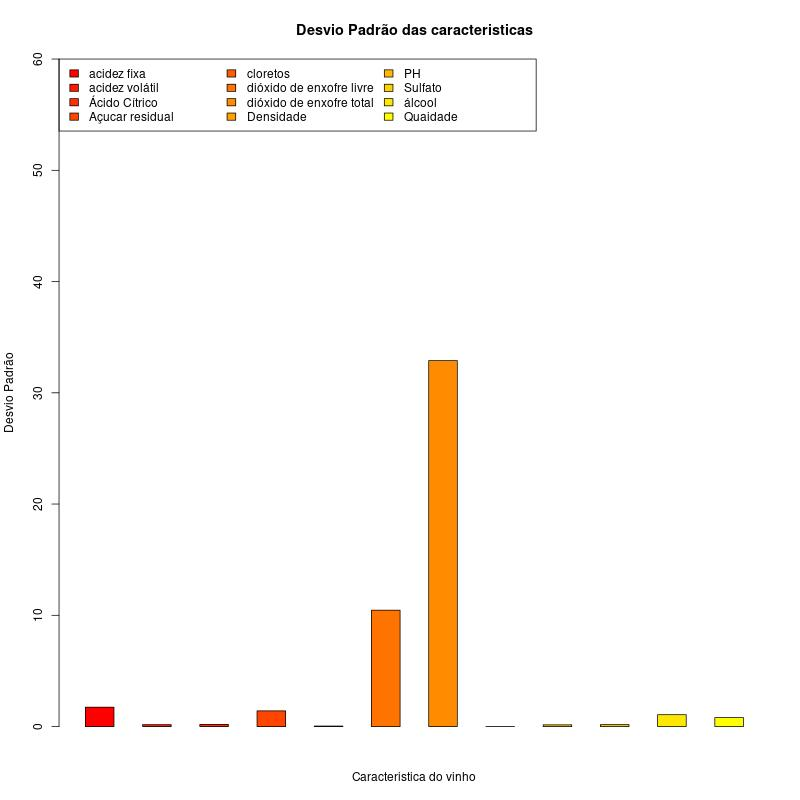 Desvio Padrão das caracteristicas
acidez fixa
acidez volátil
Ácido Cítrico
Açucar residual
cloretos
dióxido de enxofre livre
dióxido de enxofre total
Densidade
PH
Sulfato
álcool
Quaidade
60
50
40
30
20
10
0
Desvio Padrão
Caracteristica do vinho